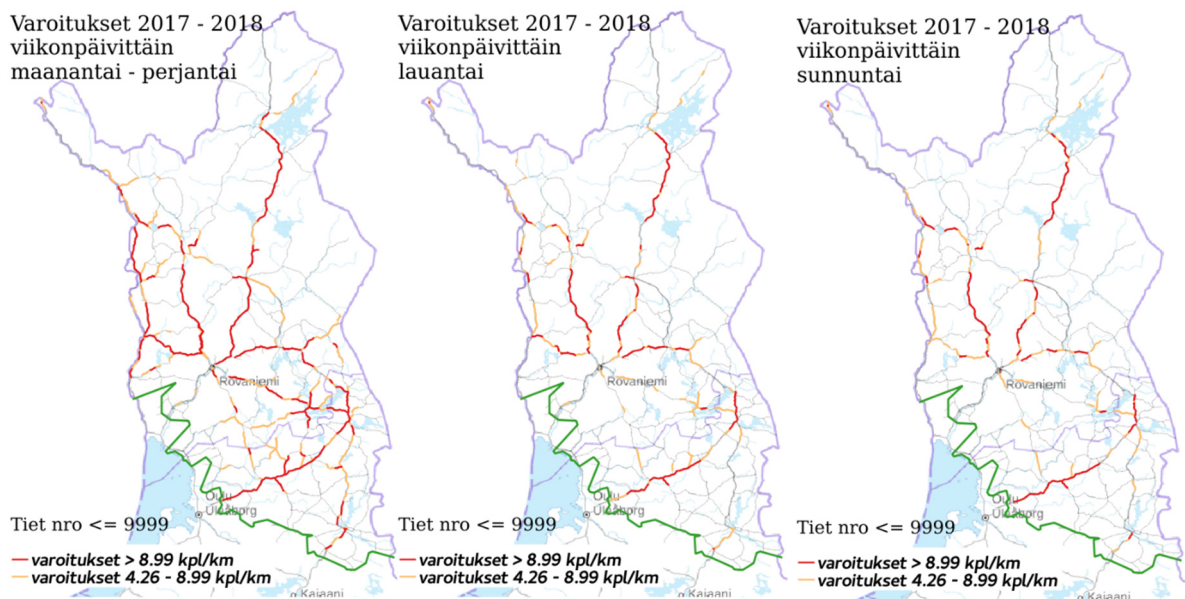 Varoitukset 2017 - 2018
viikonpäivittäin
maanantai - perjantai
Rovaniemi
Oulu
Uleåborg
Tiet nro <= 9999
varoitukset > 8.99 kpl/km
varoitukset 4.26 - 8.99 kpl/km
Kajaani
Varoitukset 2017 - 2018
viikonpäivittäin
lauantai
Rovaniemi
Oulu
Uleåborg
Tiet nro <= 9999
varoitukset > 8.99 kpl/km
varoitukset 4.26 - 8.99 kpl/km
Kajaani
Varoitukset 2017 - 2018
viikonpäivittäin
sunnuntai
Rovaniemi
Oulu
Uleåborg
Tiet nro <= 9999
varoitukset > 8.99 kpl/km
varoitukset 4.26 - 8.99 kpl/km
Kajaani